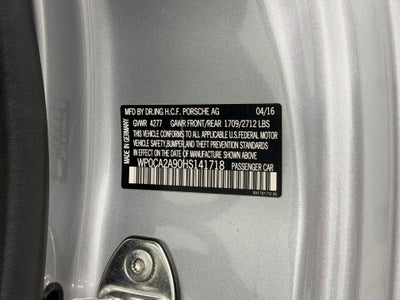 MFD BY DR.ING H.C.F. PORSCHE AG 04/16
GVWR 4277 GAWR FRONT/REAR 1709/2712 LBS
MADE IN GERMANY
THIS VEHICLE CONFORMS TO ALL APPLICABLE U.S. FEDERAL MOTOR
VEHICLE SAFETY, BUMPER, AND THEFT PREVENTION STANDARDS
IN EFFECT ON THE DATE OF MANUFACTURE SHOWN ABOVE
WP0CA2A90HS141718 PASSENGER CAR